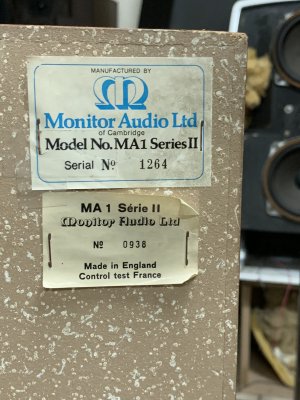 MANUFACTURED BY
Monitor Audio Ltd
of Cambridge
Model No. MA1 Series II
Serial Nº 1264
MA 1 Série II
Monitor Audio Ltd
Nº 0938
Made in England
Control test France